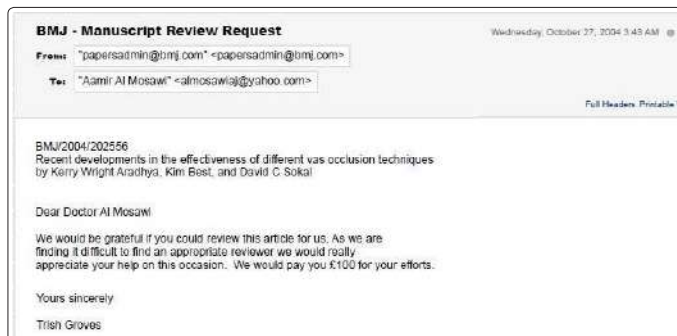 BMJ - Manuscript Review Request
Wednesday, October 27, 2004 3:43 AM
From: "papersadmin@bmj.com" <papersadmin@bmj.com>
To: "Aamir Al Mosawi" <almosawiaj@yahoo.com>
Full Headers Printable
BMJ/2004/202556
Recent developments in the effectiveness of different vas occlusion techniques
by Kerry Wright Aradhya, Kim Best, and David C Sokal
Dear Doctor Al Mosawi
We would be grateful if you could review this article for us. As we are
finding it difficult to find an appropriate reviewer we would really
appreciate your help on this occasion. We would pay you £100 for your efforts.
Yours sincerely
Trish Groves